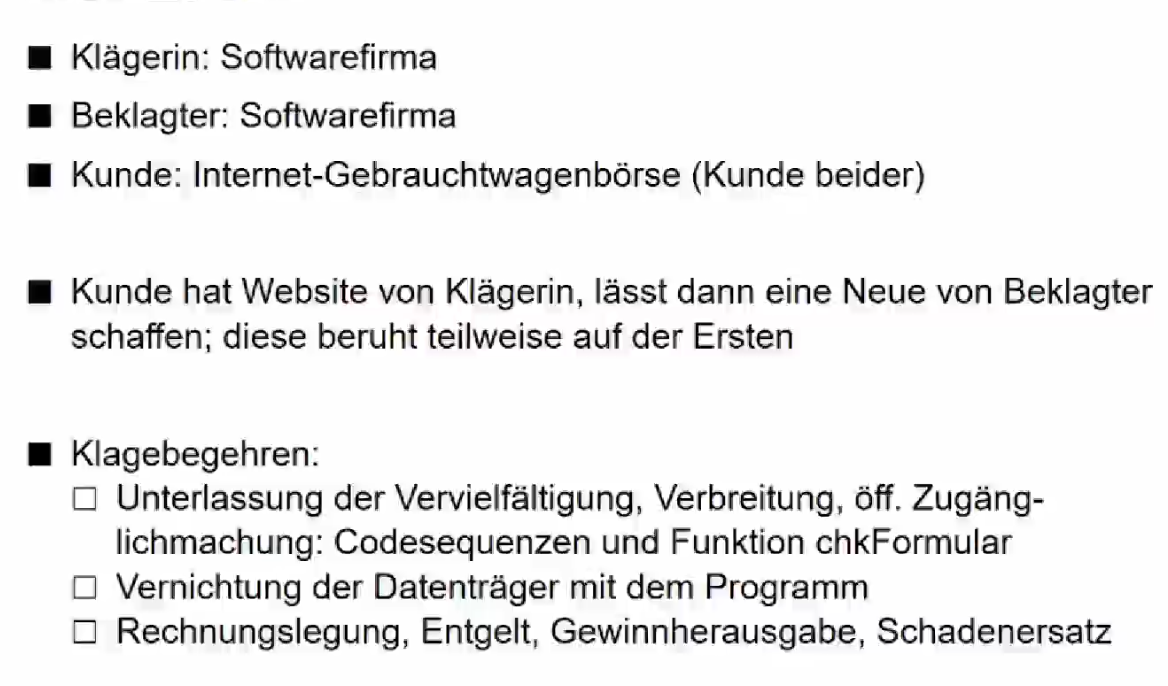 ■ Klägerin: Softwarefirma
■ Beklagter: Softwarefirma
■ Kunde: Internet-Gebrauchtwagenbörse (Kunde beider)
■ Kunde hat Website von Klägerin, lässt dann eine Neue von Beklagter
schaffen; diese beruht teilweise auf der Ersten
■ Klagebegehren:
□ Unterlassung der Vervielfältigung, Verbreitung, öff. Zugäng-
lichmachung: Codesequenzen und Funktion chkFormular
□ Vernichtung der Datenträger mit dem Programm
□ Rechnungslegung, Entgelt, Gewinnherausgabe, Schadenersatz